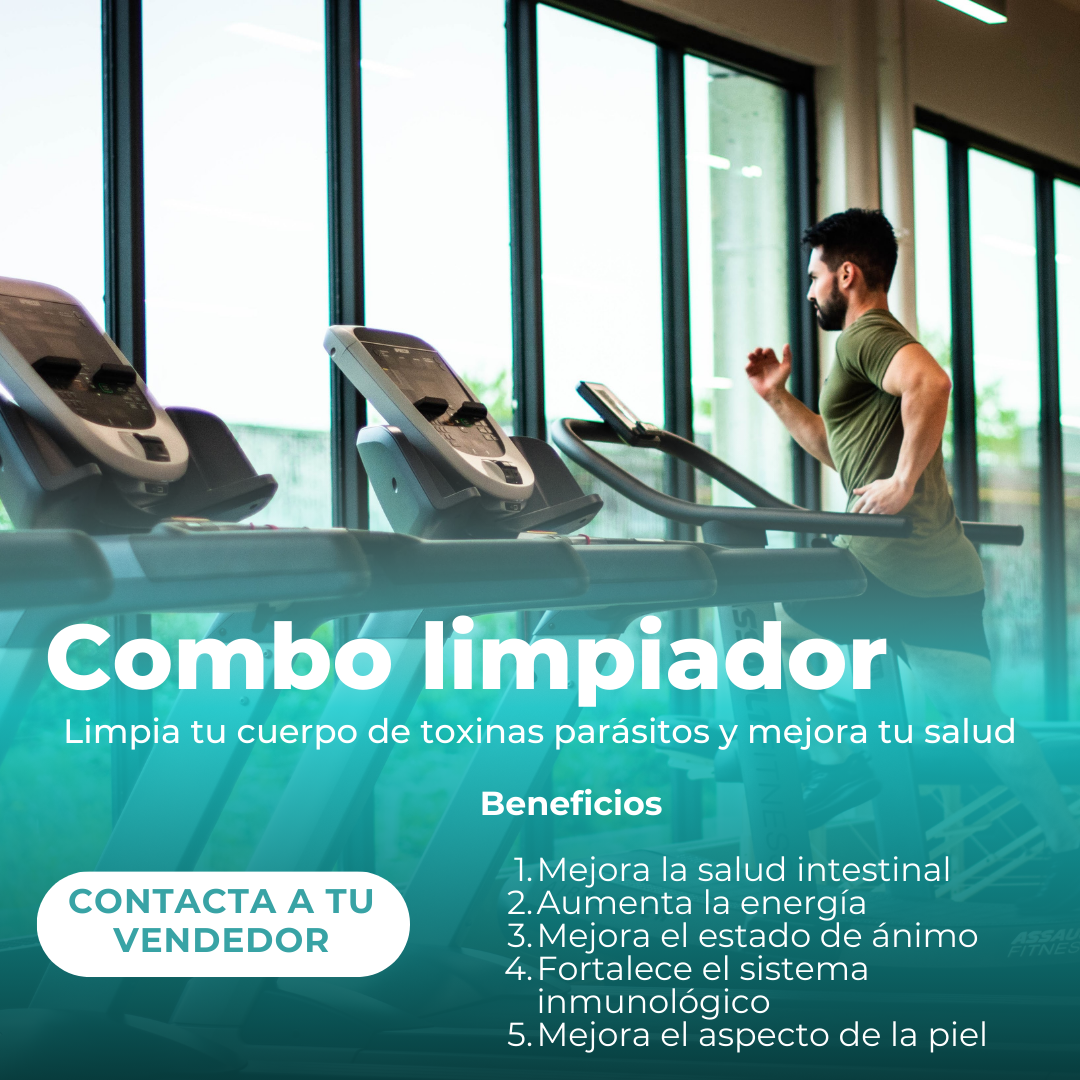 Combo limpiador
Limpia tu cuerpo de toxinas parásitos y mejora tu salud
Beneficios
CONTACTA A TU
VENDEDOR
1. Mejora la salud intestinal
2. Aumenta la energía
3. Mejora el estado de ánimo
4. Fortalece el sistema
inmunológico
5. Mejora el aspecto de la piel
FITNESS